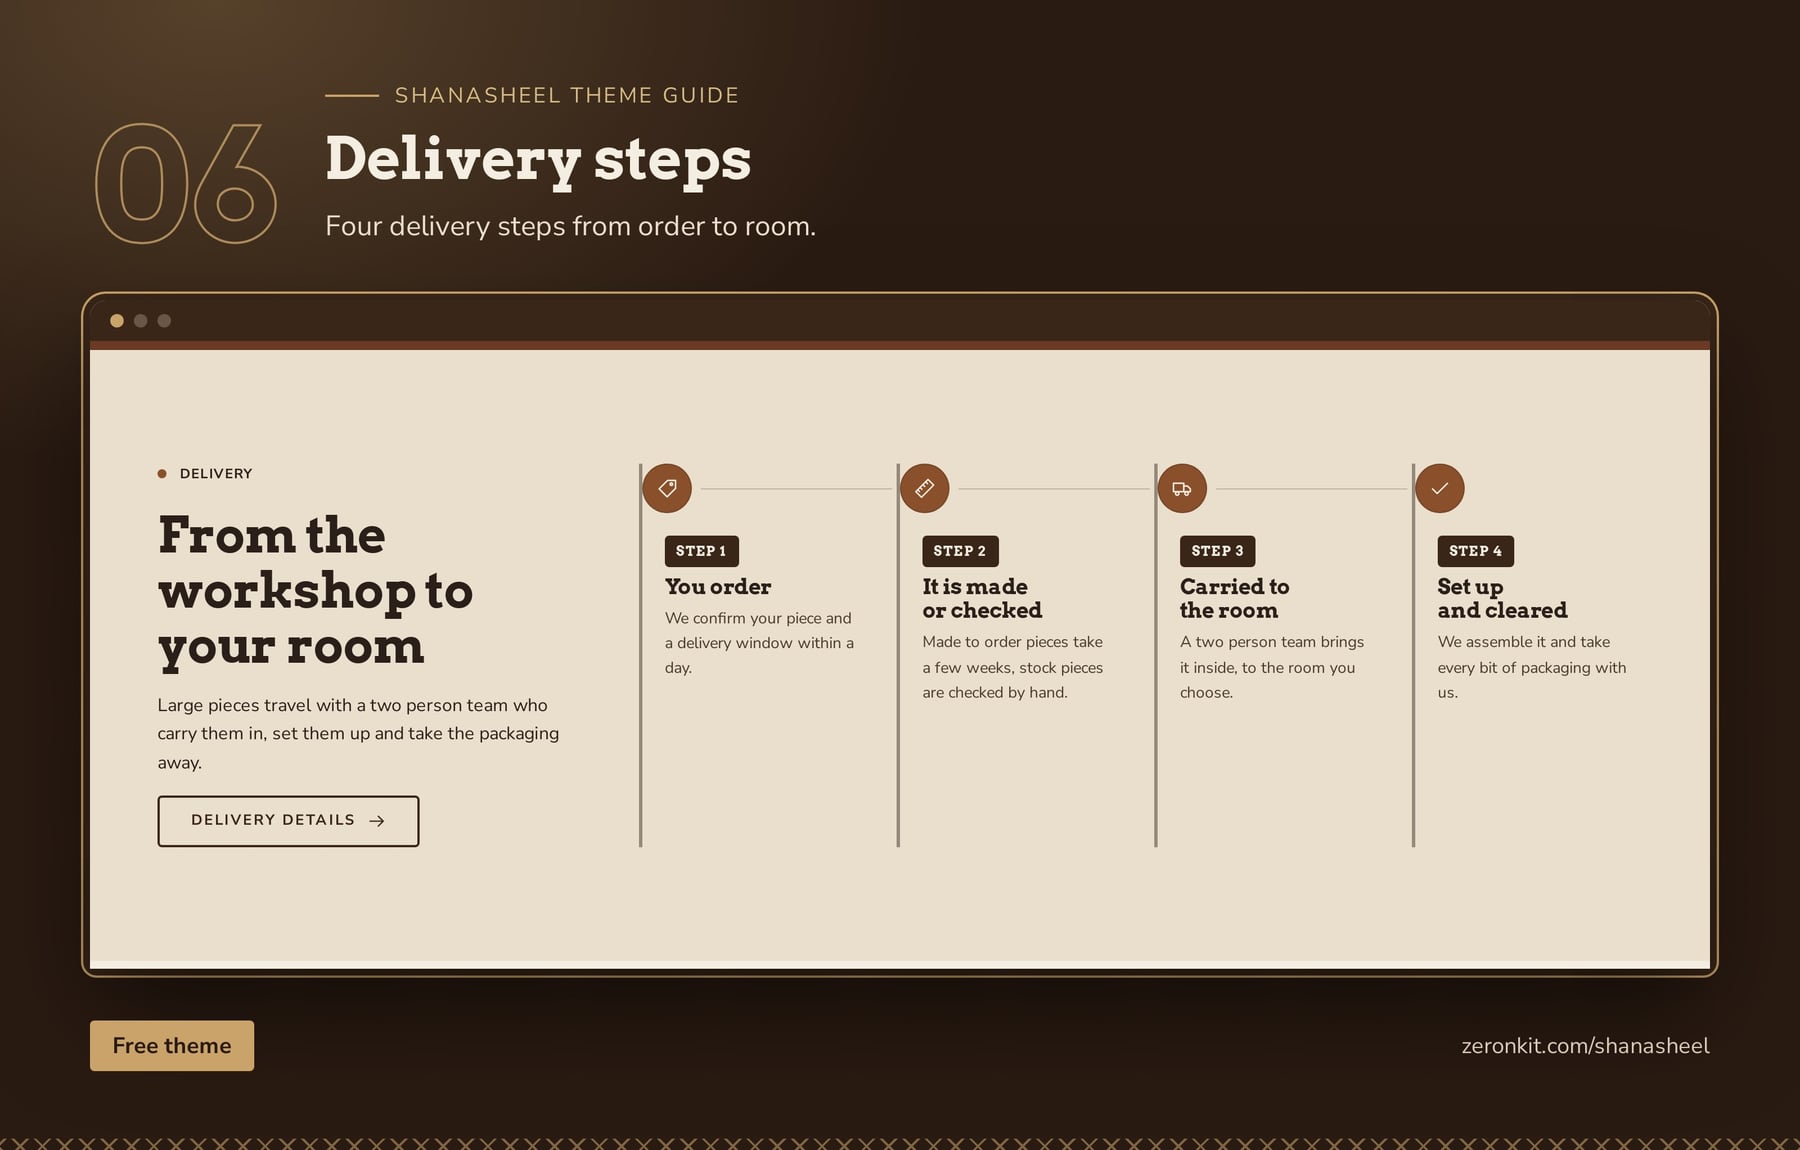 06
SHANASHEEL THEME GUIDE
Delivery steps
Four delivery steps from order to room.
DELIVERY
From the
workshop to
your room
Large pieces travel with a two person team who
carry them in, set them up and take the packaging
away.
DELIVERY DETAILS →
STEP 1
You order
We confirm your piece and
a delivery window within a
day.
STEP 2
It is made
or checked
Made to order pieces take
a few weeks, stock pieces
are checked by hand.
STEP 3
Carried to
the room
A two person team brings
it inside, to the room you
choose.
STEP 4
Set up
and cleared
We assemble it and take
every bit of packaging with
us.
Free theme
zeronkit.com/shanasheel